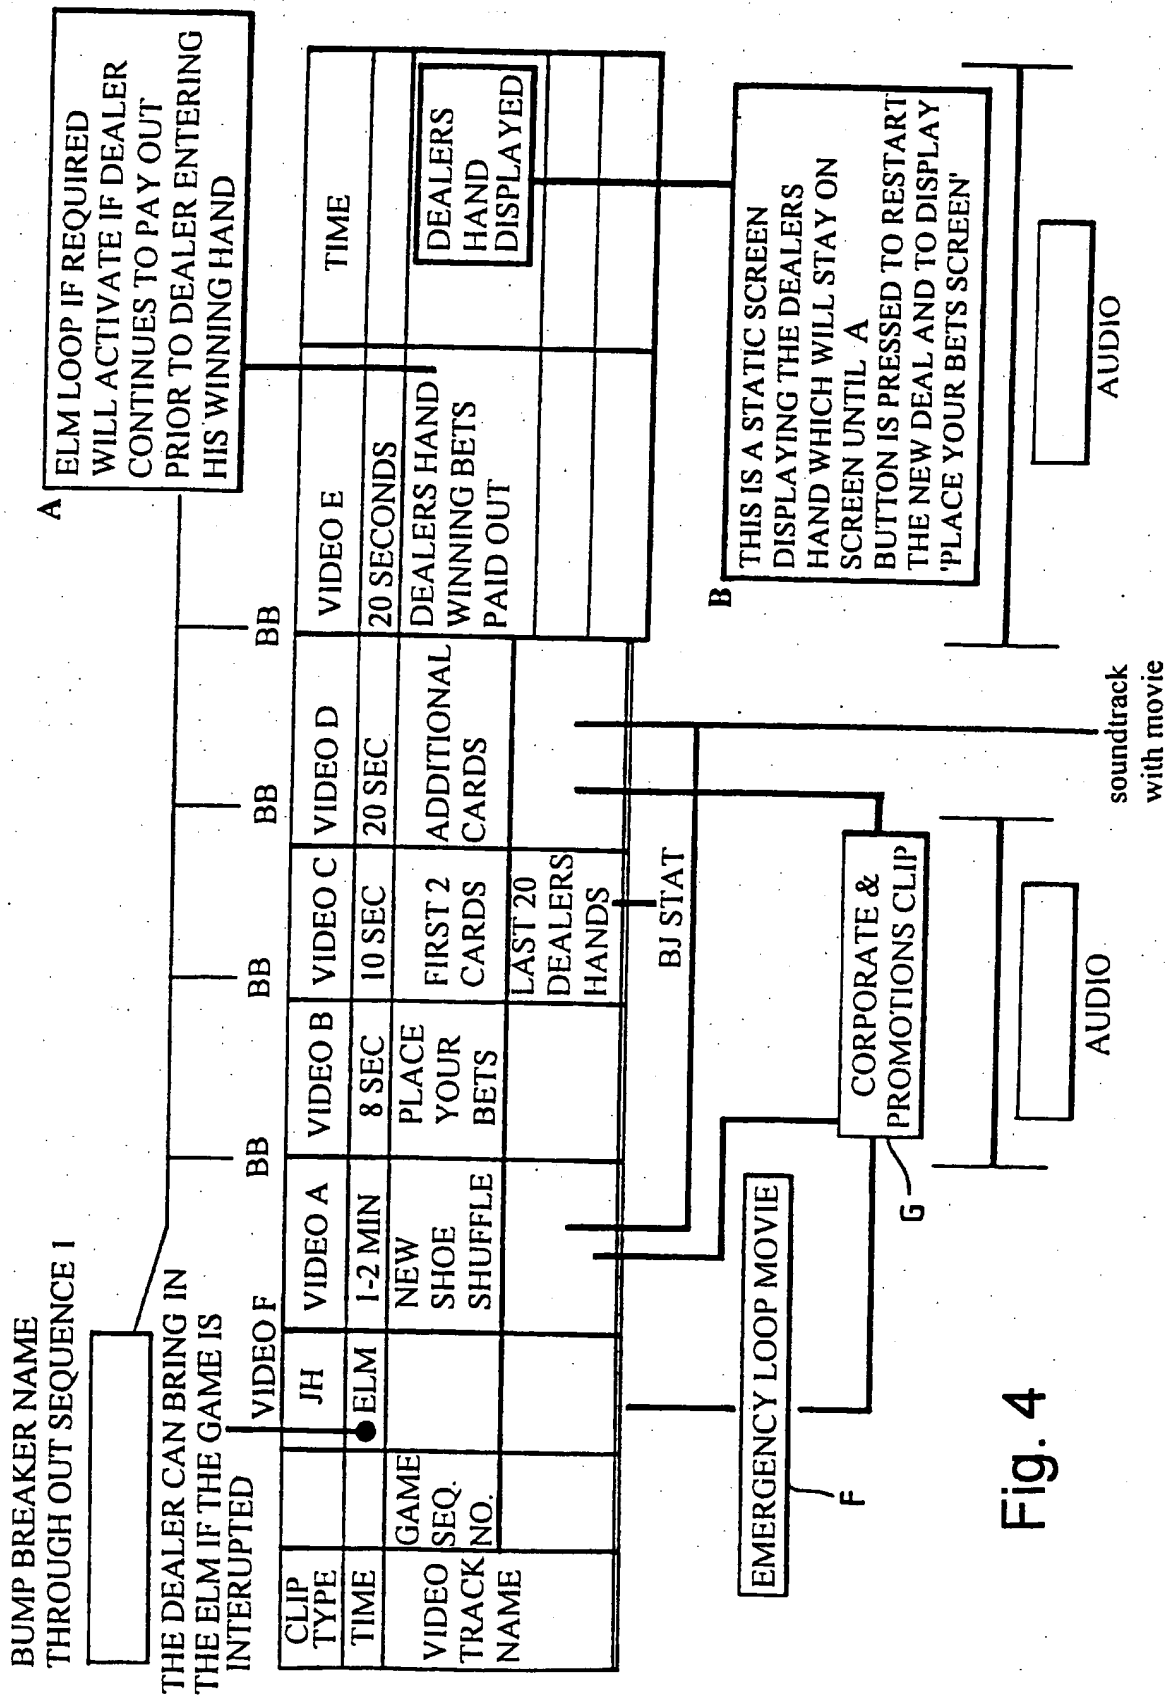 BUMP BREAKER NAME
THROUGH OUT SEQUENCE 1
THE DEALER CAN BRING IN
THE ELM IF THE GAME IS
INTERUPTED
VIDEO F
BB
BB
BB
BB
A
ELM LOOP IF REQUIRED
WILL ACTIVATE IF DEALER
CONTINUES TO PAY OUT
PRIOR TO DEALER ENTERING
HIS WINNING HAND
CLIP
TYPE
JH
VIDEO A
VIDEO B
VIDEO C
VIDEO D
VIDEO E
TIME
TIME
ELM
1-2 MIN
8 SEC
10 SEC
20 SEC
20 SECONDS
VIDEO
TRACK
NAME
GAME
SEQ.
NO.
NEW
SHOE
SHUFFLE
PLACE
YOUR
BETS
FIRST 2
CARDS
ADDITIONAL
CARDS
DEALERS HAND
WINNING BETS
PAID OUT
DEALERS
HAND
DISPLAYED
LAST 20
DEALERS
HANDS
BJ STAT
EMERGENCY LOOP MOVIE
F
CORPORATE &
PROMOTIONS CLIP
G
AUDIO
soundtrack
with movie
B
THIS IS A STATIC SCREEN
DISPLAYING THE DEALERS
HAND WHICH WILL STAY ON
SCREEN UNTIL A
BUTTON IS PRESSED TO RESTART
THE NEW DEAL AND TO DISPLAY
'PLACE YOUR BETS SCREEN'
AUDIO
Fig. 4